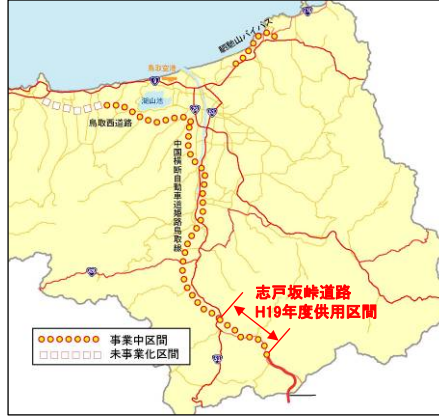 駟馳山バイパス
鳥取空港
湖山池
鳥取西道路
中国横断自動車道姫路鳥取線
志戸坂峠道路
H19年度供用区間
事業中区間
未事業化区間